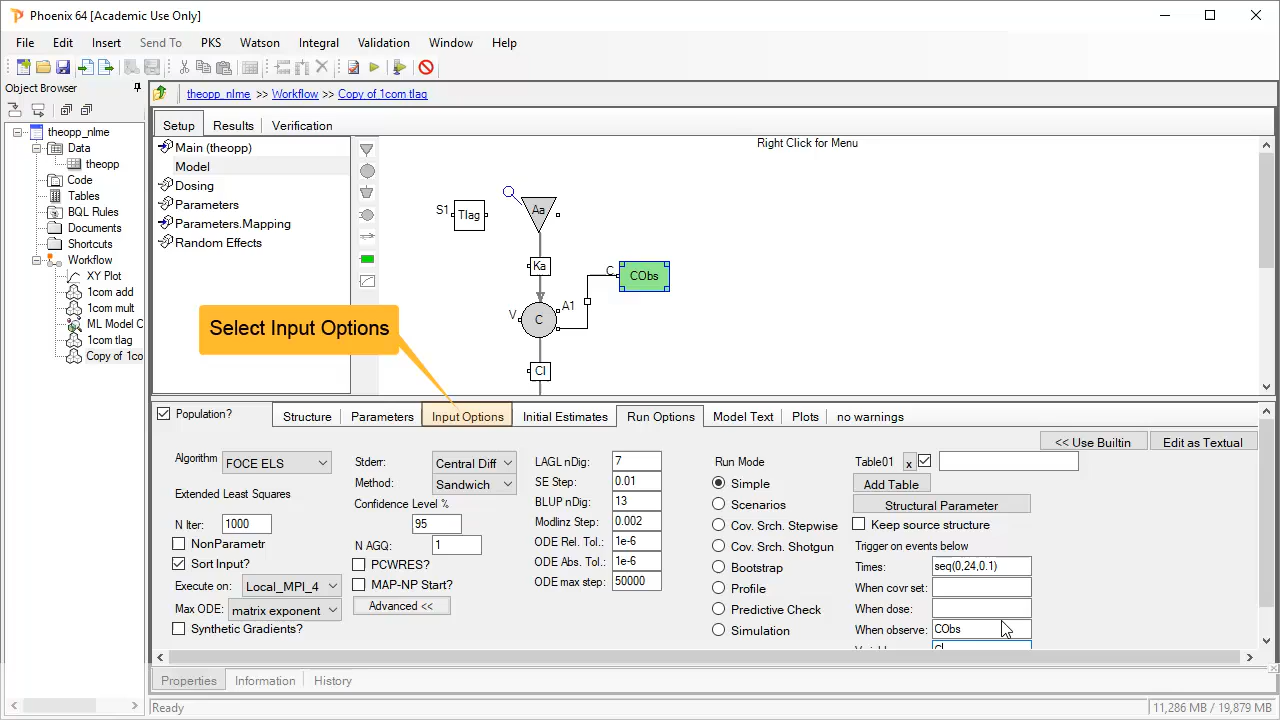 Phoenix 64 [Academic Use Only]
File Edit Insert Send To PKS Watson Integral Validation Window Help
Object Browser
theopp_nlme >> Workflow >> Copy of 1com tlag
theopp_nlme
Data
theopp
Code
Tables
BQL Rules
Documents
Shortcuts
Workflow
XY Plot
1com add
1com mult
ML Model C
1com tlag
Copy of 1co
Setup Results Verification
Main (theopp)
Model
Dosing
Parameters
Parameters.Mapping
Random Effects
Right Click for Menu
S1 Tlag Aa
Ka
C CObs
A1
V C
Cl
Select Input Options
Population? Structure Parameters Input Options Initial Estimates Run Options Model Text Plots no warnings
<< Use Builtin Edit as Textual
Algorithm FOCE ELS
Extended Least Squares
N Iter: 1000
NonParametr
Sort Input?
Execute on: Local_MPI_4
Max ODE: matrix exponent
Synthetic Gradients?
Stderr: Central Diff
Method: Sandwich
Confidence Level %
95
N AGQ: 1
PCWRES?
MAP-NP Start?
Advanced <<
LAGL nDig: 7
SE Step: 0.01
BLUP nDig: 13
Modlinz Step: 0.002
ODE Rel. Tol.: 1e-6
ODE Abs. Tol.: 1e-6
ODE max step: 50000
Run Mode
Simple
Scenarios
Cov. Srch. Stepwise
Cov. Srch. Shotgun
Bootstrap
Profile
Predictive Check
Simulation
Table01 x
Add Table
Structural Parameter
Keep source structure
Trigger on events below
Times: seq(0,24,0.1)
When covr set:
When dose:
When observe: CObs
Properties Information History
Ready 11,286 MB / 19,879 MB